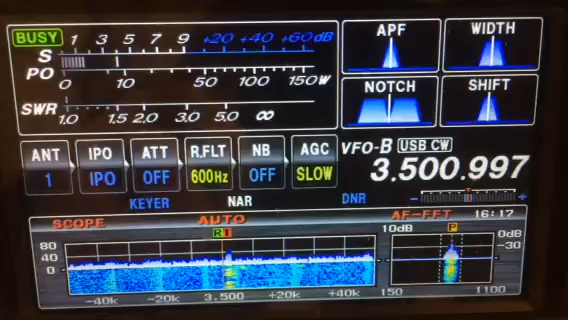 BUSY 1 3 5 7 9 +20 +40 +60dB
S
PO
0 10 50 100 150W
SWR
1.0 1.5 2.0 3.0 5.0 ∞
APF WIDTH
NOTCH SHIFT
ANT IPO ATT R.FLT NB AGC
1 IPO OFF 600Hz OFF SLOW
VFO-B USB CW
3.500.997
KEYER NAR DNR - +
SCOPE AUTO AF-FFT 16:17
R T 10dB P 0dB
80
40
0
-30
-40k -20k 3.500 +20k +40k 150 1100